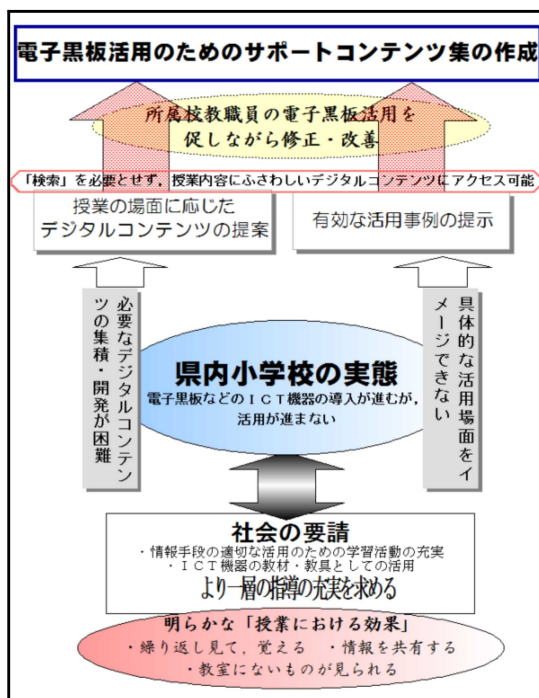 電子黒板活用のためのサポートコンテンツ集の作成
所属校教職員の電子黒板活用を
促しながら修正・改善
「検索」を必要とせず，授業内容にふさわしいデジタルコンテンツにアクセス可能
授業の場面に応じた
デジタルコンテンツの提案
有効な活用事例の提示
必要なデジタルコンテン
ツの集積・開発が困難
具体的な活用場面をイ
メージできない
県内小学校の実態
電子黒板などのＩＣＴ機器の導入が進むが，
活用が進まない
社会の要請
・情報手段の適切な活用のための学習活動の充実
・ＩＣＴ機器の教材・教具としての活用
より一層の指導の充実を求める
明らかな「授業における効果」
・繰り返し見て，覚える ・情報を共有する
・教室にないものが見られる